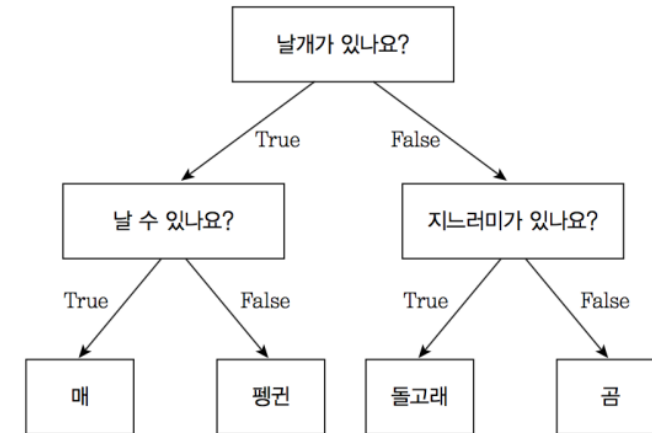 날개가 있나요?
True
False
날 수 있나요?
지느러미가 있나요?
True
False
True
False
매
펭귄
돌고래
곰